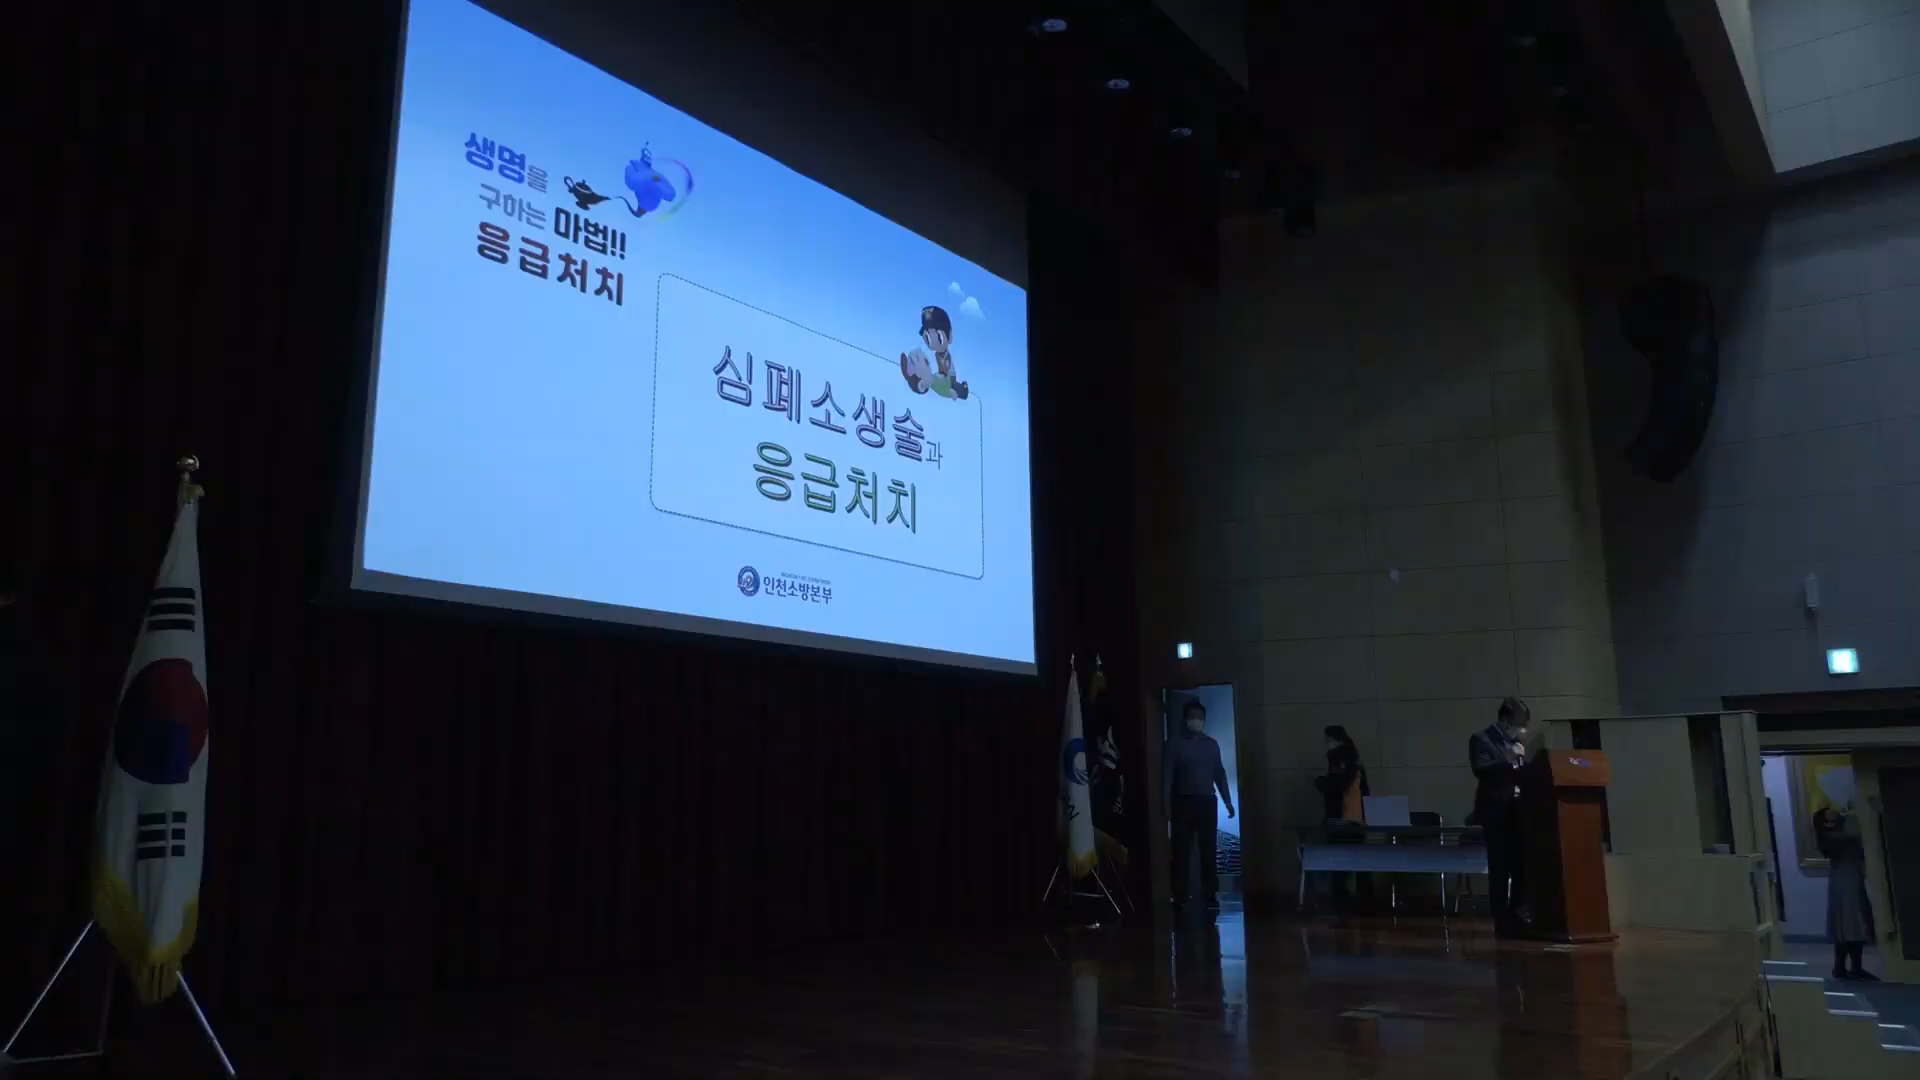 생명을
구하는 마법!!
응급처치
심폐소생술과
응급처치
인천소방본부